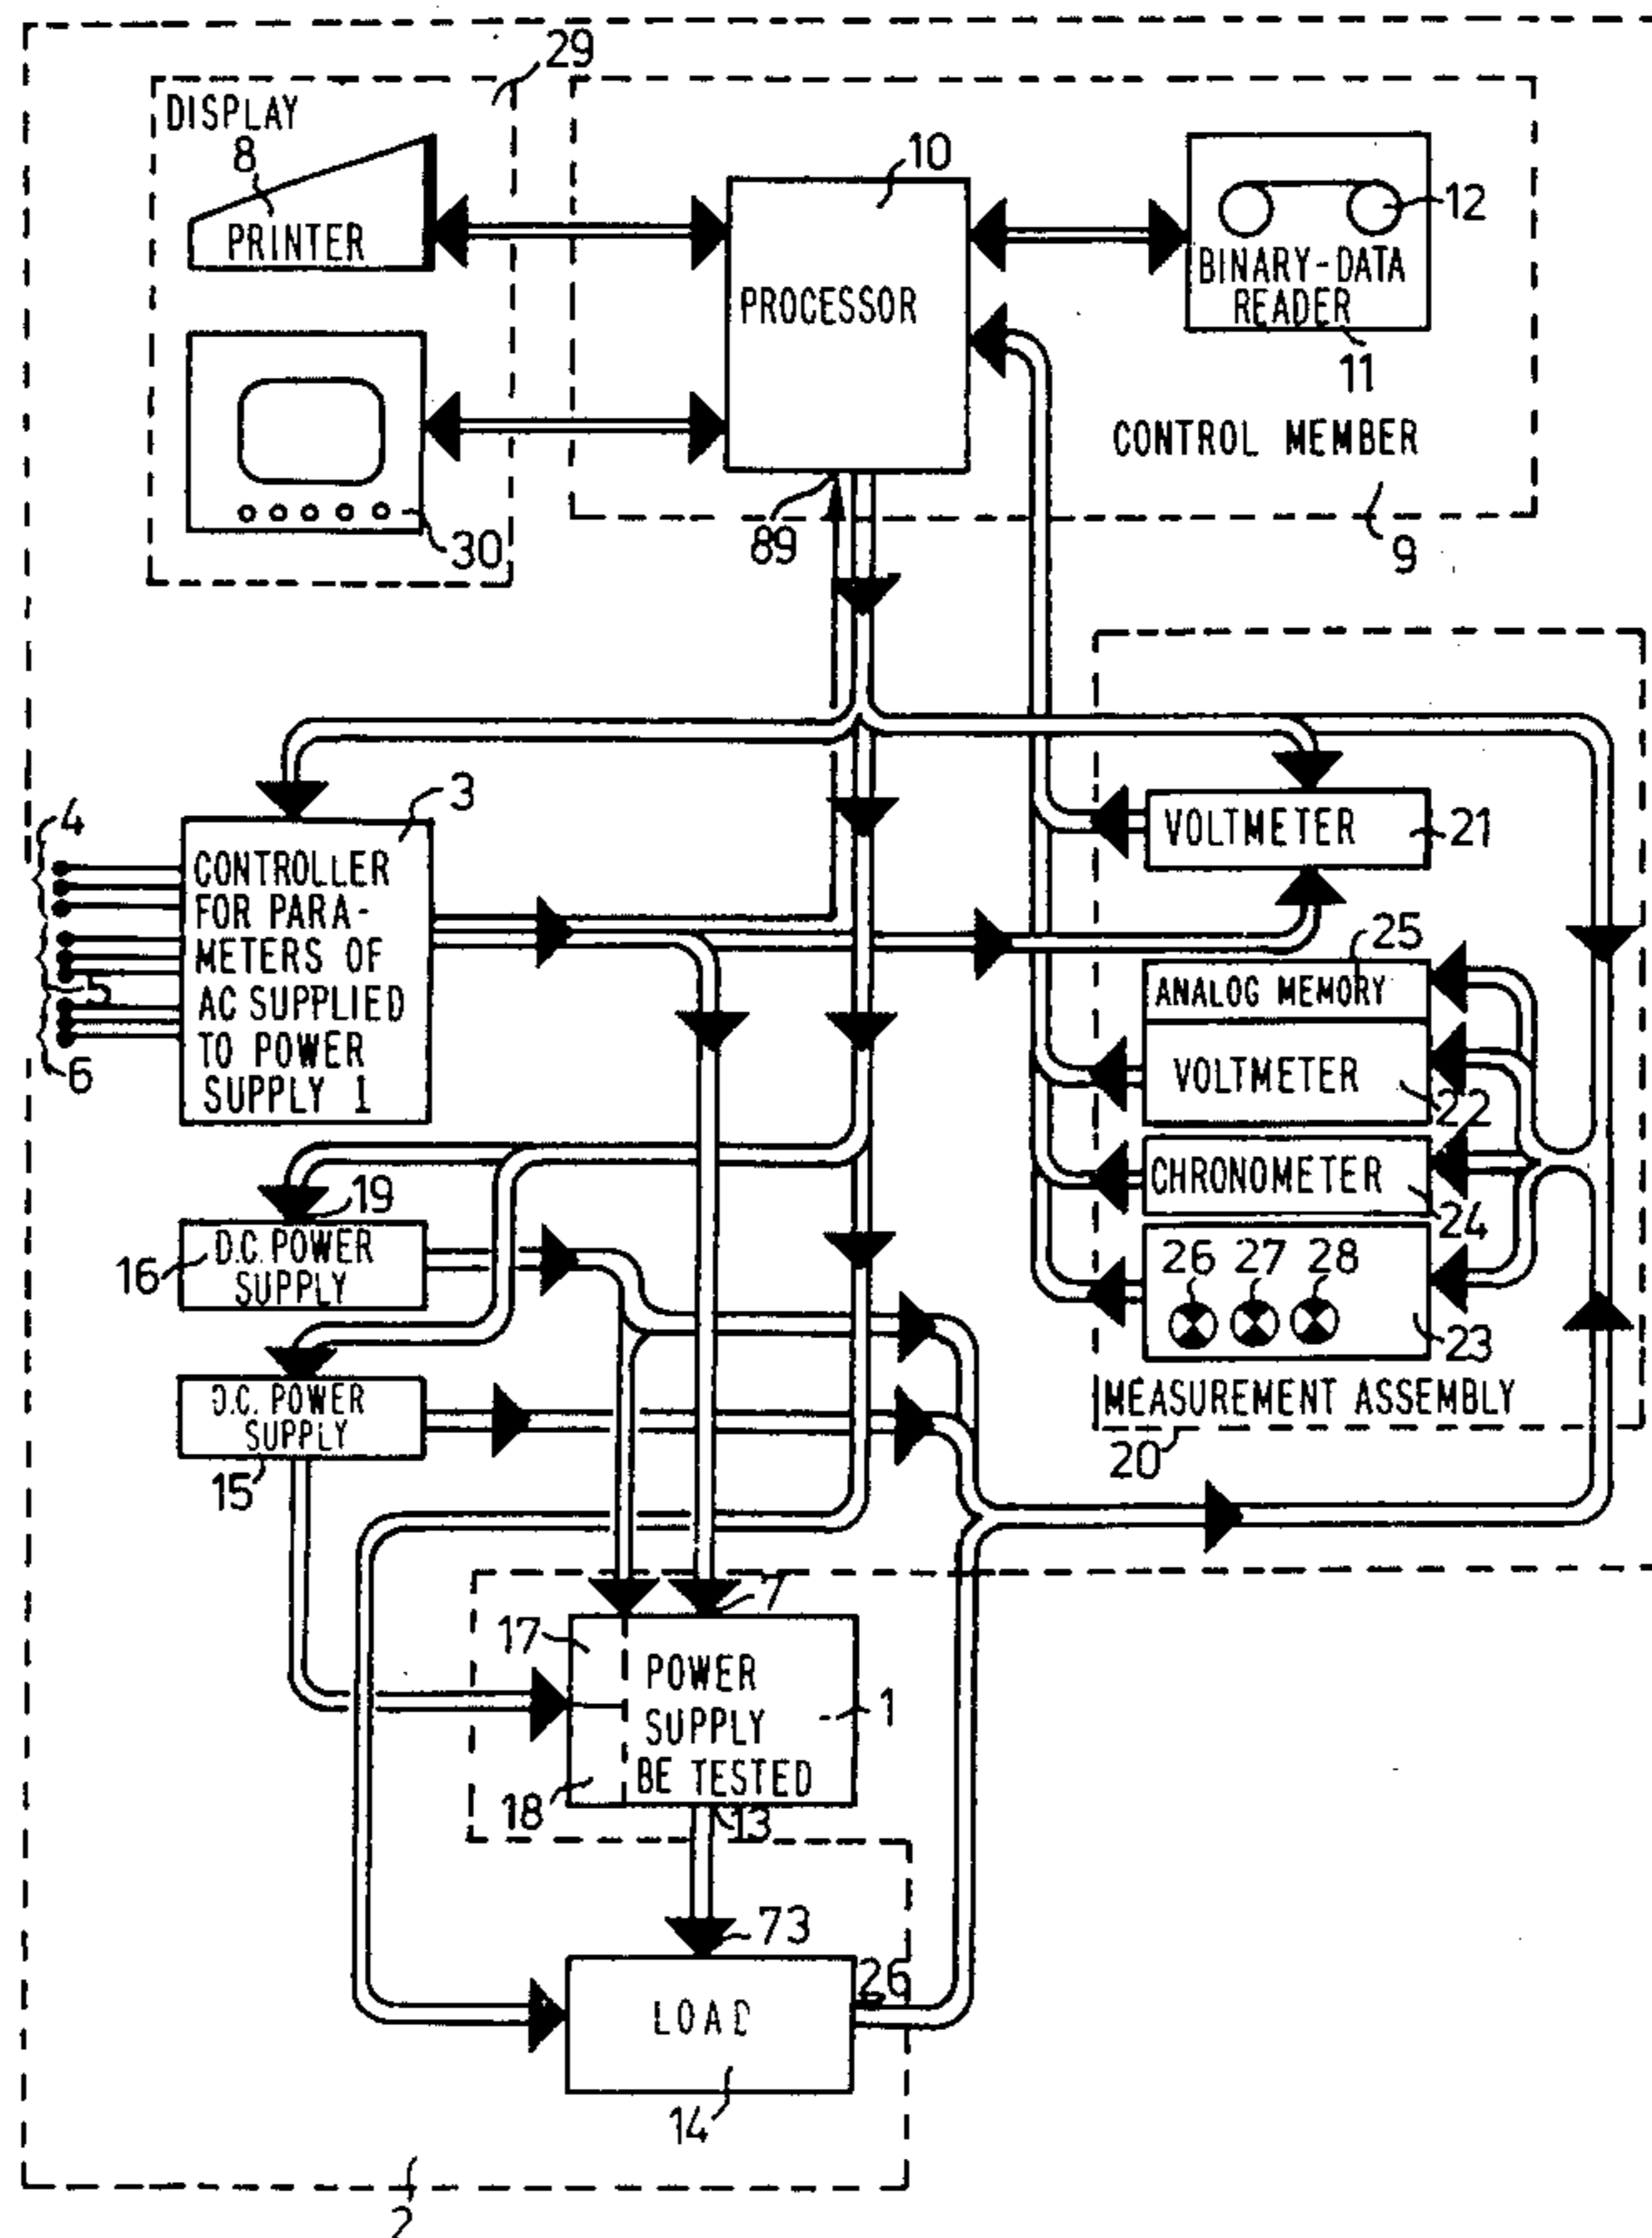 29
DISPLAY
8
PRINTER
30
10
PROCESSOR
89
12
BINARY-DATA
READER
11
CONTROL MEMBER
9
3
4
6
CONTROLLER
FOR PARA-
METERS OF
AC SUPPLIED
TO POWER
SUPPLY 1
VOLTMETER
21
25
ANALOG MEMORY
VOLTMETER
22
CHRONOMETER
24
26 27 28
23
MEASUREMENT ASSEMBLY
20
19
16
D.C. POWER
SUPPLY
D.C. POWER
SUPPLY
15
7
17
POWER
SUPPLY
BE TESTED
1
18
13
73
26
LOAD
14
2